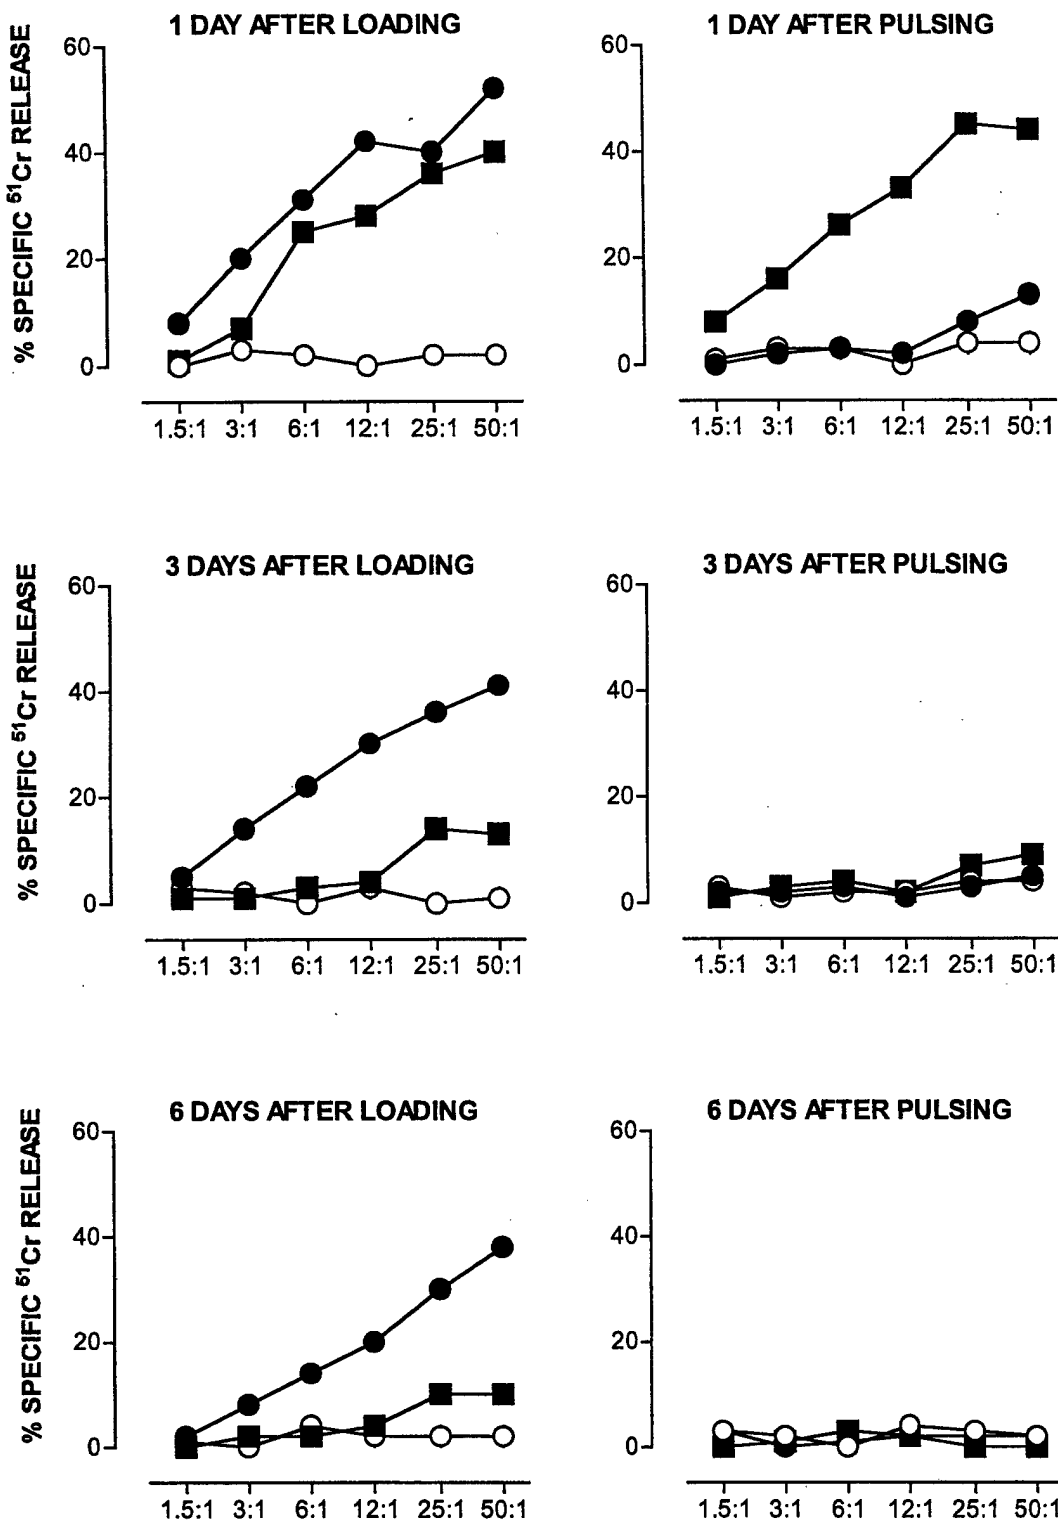 1 DAY AFTER LOADING
1 DAY AFTER PULSING
% SPECIFIC ⁵¹Cr RELEASE
60
40
20
0
1.5:1 3:1 6:1 12:1 25:1 50:1
60
40
20
0
1.5:1 3:1 6:1 12:1 25:1 50:1
3 DAYS AFTER LOADING
3 DAYS AFTER PULSING
% SPECIFIC ⁵¹Cr RELEASE
60
40
20
0
1.5:1 3:1 6:1 12:1 25:1 50:1
60
40
20
0
1.5:1 3:1 6:1 12:1 25:1 50:1
6 DAYS AFTER LOADING
6 DAYS AFTER PULSING
% SPECIFIC ⁵¹Cr RELEASE
60
40
20
0
1.5:1 3:1 6:1 12:1 25:1 50:1
60
40
20
0
1.5:1 3:1 6:1 12:1 25:1 50:1